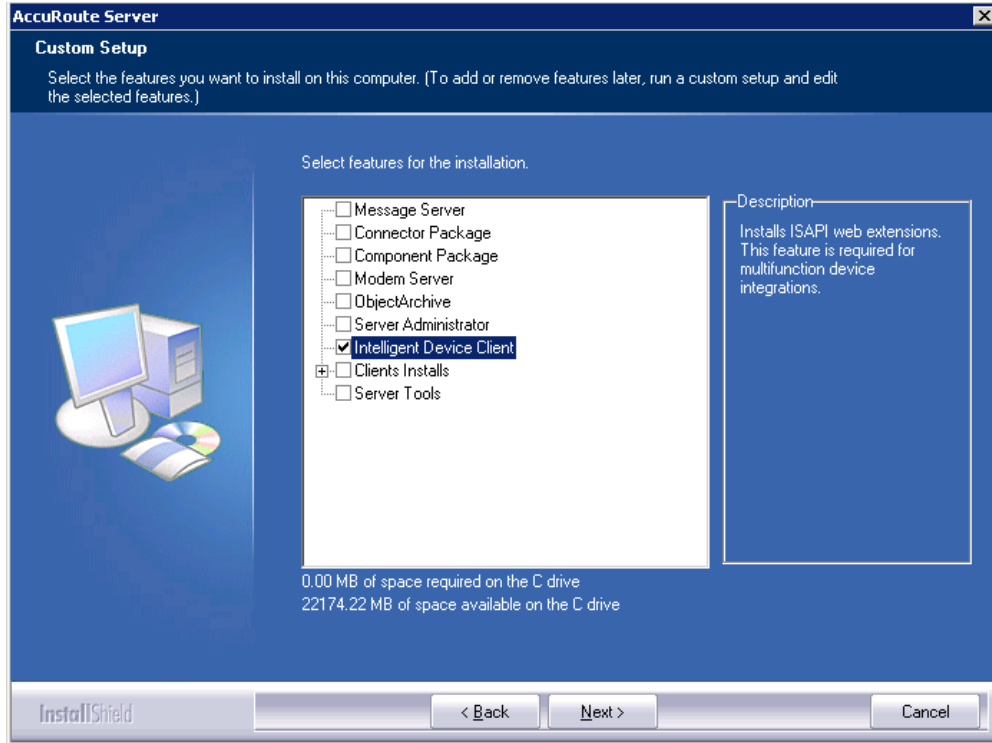 AccuRoute Server
Custom Setup
Select the features you want to install on this computer. (To add or remove features later, run a custom setup and edit
the selected features.)
Select features for the installation.
Message Server
Connector Package
Component Package
Modem Server
ObjectArchive
Server Administrator
Intelligent Device Client
Clients Installs
Server Tools
Description
Installs ISAPI web extensions.
This feature is required for
multifunction device
integrations.
0.00 MB of space required on the C drive
22174.22 MB of space available on the C drive
InstallShield
< Back
Next >
Cancel